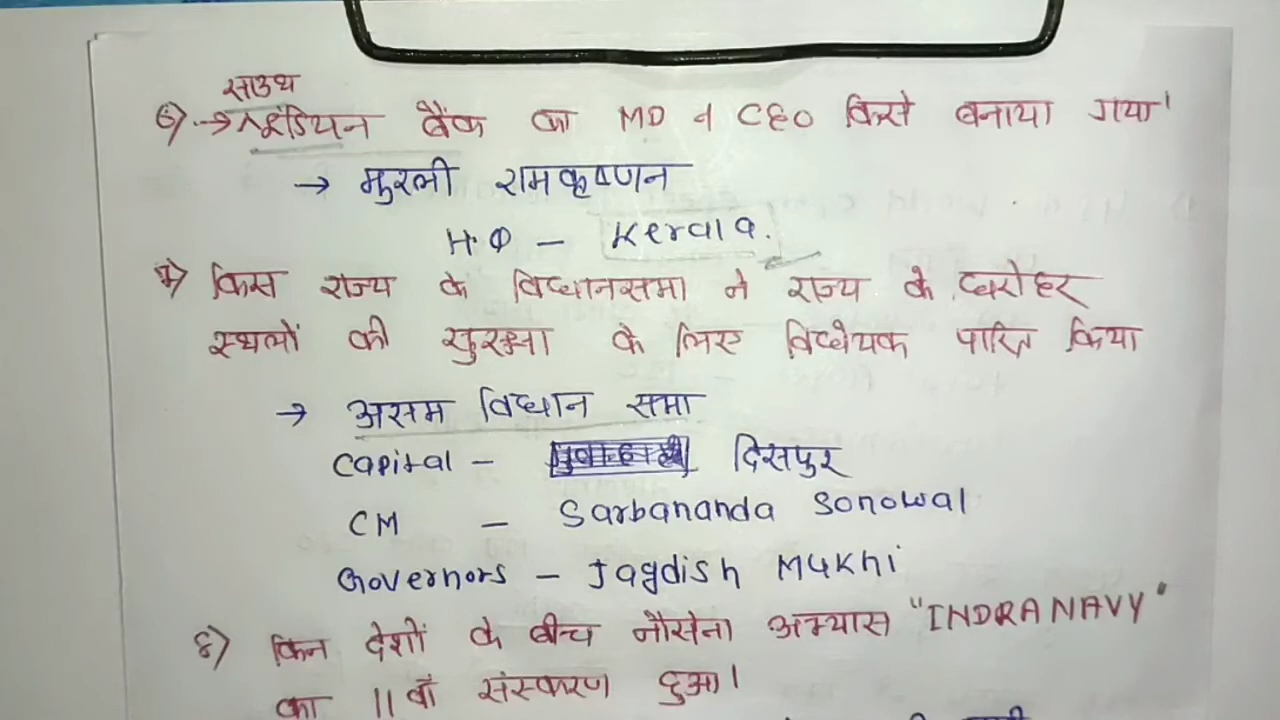 साउथ
6) → इंडियन बैंक का MD व CEO किसे बनाया गया।
→ मुरली रामकृष्णन
H.Q – Kerala.
7) किस राज्य के विधानसभा ने राज्य के धरोहर
स्थलों की सुरक्षा के लिए विधेयक पारित किया
→ असम विधान सभा
Capital – दिसपुर
CM – Sarbananda Sonowal
Governors – Jagdish Mukhi
8) किन देशों के बीच नौसेना अभ्यास "INDRA NAVY"
का 11 वाँ संस्करण हुआ।